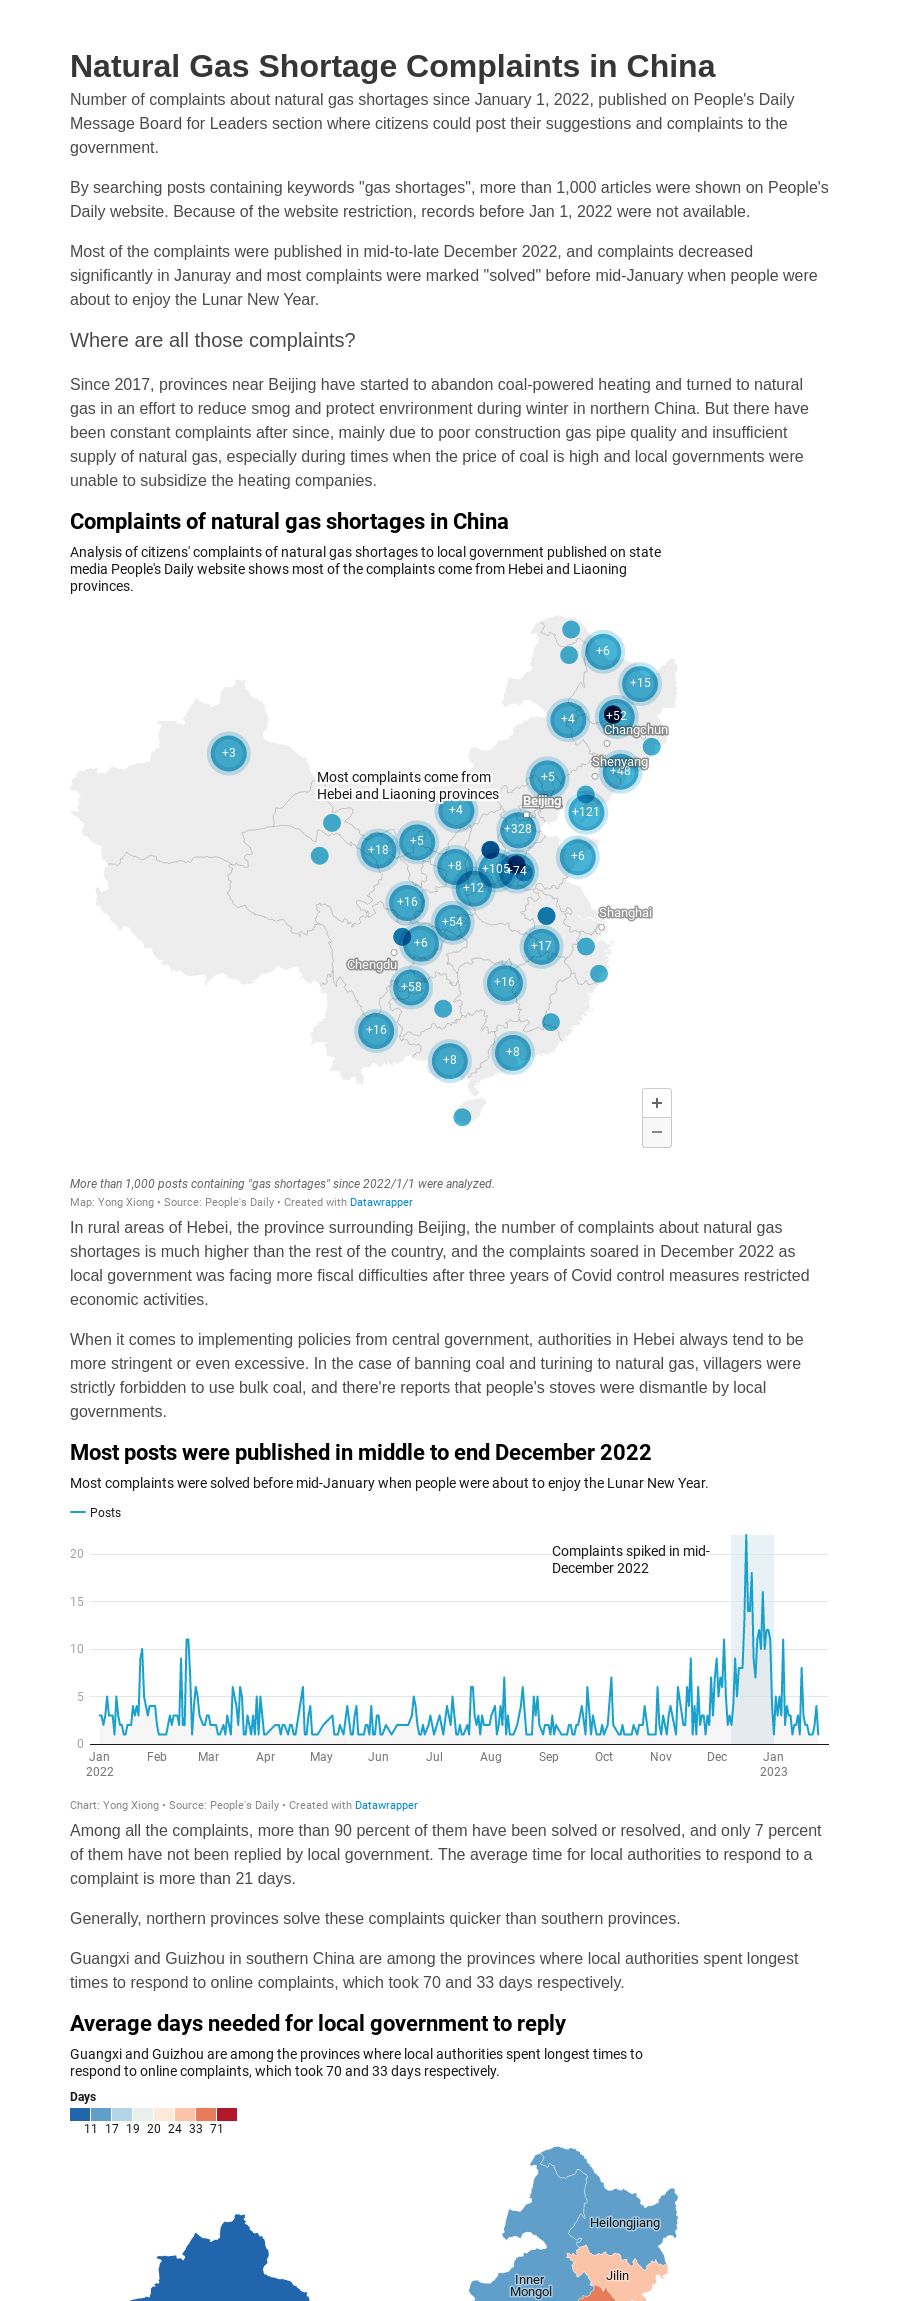 Natural Gas Shortage Complaints in China
Number of complaints about natural gas shortages since January 1, 2022, published on People's Daily
Message Board for Leaders section where citizens could post their suggestions and complaints to the
government.
By searching posts containing keywords "gas shortages", more than 1,000 articles were shown on People's
Daily website. Because of the website restriction, records before Jan 1, 2022 were not available.
Most of the complaints were published in mid-to-late December 2022, and complaints decreased
significantly in Januray and most complaints were marked "solved" before mid-January when people were
about to enjoy the Lunar New Year.
Where are all those complaints?
Since 2017, provinces near Beijing have started to abandon coal-powered heating and turned to natural
gas in an effort to reduce smog and protect envrironment during winter in northern China. But there have
been constant complaints after since, mainly due to poor construction gas pipe quality and insufficient
supply of natural gas, especially during times when the price of coal is high and local governments were
unable to subsidize the heating companies.
Complaints of natural gas shortages in China
Analysis of citizens' complaints of natural gas shortages to local government published on state
media People's Daily website shows most of the complaints come from Hebei and Liaoning
provinces.
+6
+15
+4
+52
Changchun
+3
Shenyang
+48
+5
Most complaints come from
Hebei and Liaoning provinces
Beijing
+4
+121
+328
+5
+18
+6
+8
+105
+74
+12
+16
Shanghai
+54
+6
+17
Chengdu
+58
+16
+16
+8
+8
+
−
More than 1,000 posts containing "gas shortages" since 2022/1/1 were analyzed.
Map: Yong Xiong • Source: People's Daily • Created with Datawrapper
In rural areas of Hebei, the province surrounding Beijing, the number of complaints about natural gas
shortages is much higher than the rest of the country, and the complaints soared in December 2022 as
local government was facing more fiscal difficulties after three years of Covid control measures restricted
economic activities.
When it comes to implementing policies from central government, authorities in Hebei always tend to be
more stringent or even excessive. In the case of banning coal and turining to natural gas, villagers were
strictly forbidden to use bulk coal, and there're reports that people's stoves were dismantle by local
governments.
Most posts were published in middle to end December 2022
Most complaints were solved before mid-January when people were about to enjoy the Lunar New Year.
Posts
Complaints spiked in mid-
December 2022
20
15
10
5
0
Jan Feb Mar Apr May Jun Jul Aug Sep Oct Nov Dec Jan
2022 2023
Chart: Yong Xiong • Source: People's Daily • Created with Datawrapper
Among all the complaints, more than 90 percent of them have been solved or resolved, and only 7 percent
of them have not been replied by local government. The average time for local authorities to respond to a
complaint is more than 21 days.
Generally, northern provinces solve these complaints quicker than southern provinces.
Guangxi and Guizhou in southern China are among the provinces where local authorities spent longest
times to respond to online complaints, which took 70 and 33 days respectively.
Average days needed for local government to reply
Guangxi and Guizhou are among the provinces where local authorities spent longest times to
respond to online complaints, which took 70 and 33 days respectively.
Days
11 17 19 20 24 33 71
Heilongjiang
Jilin
Inner
Mongol